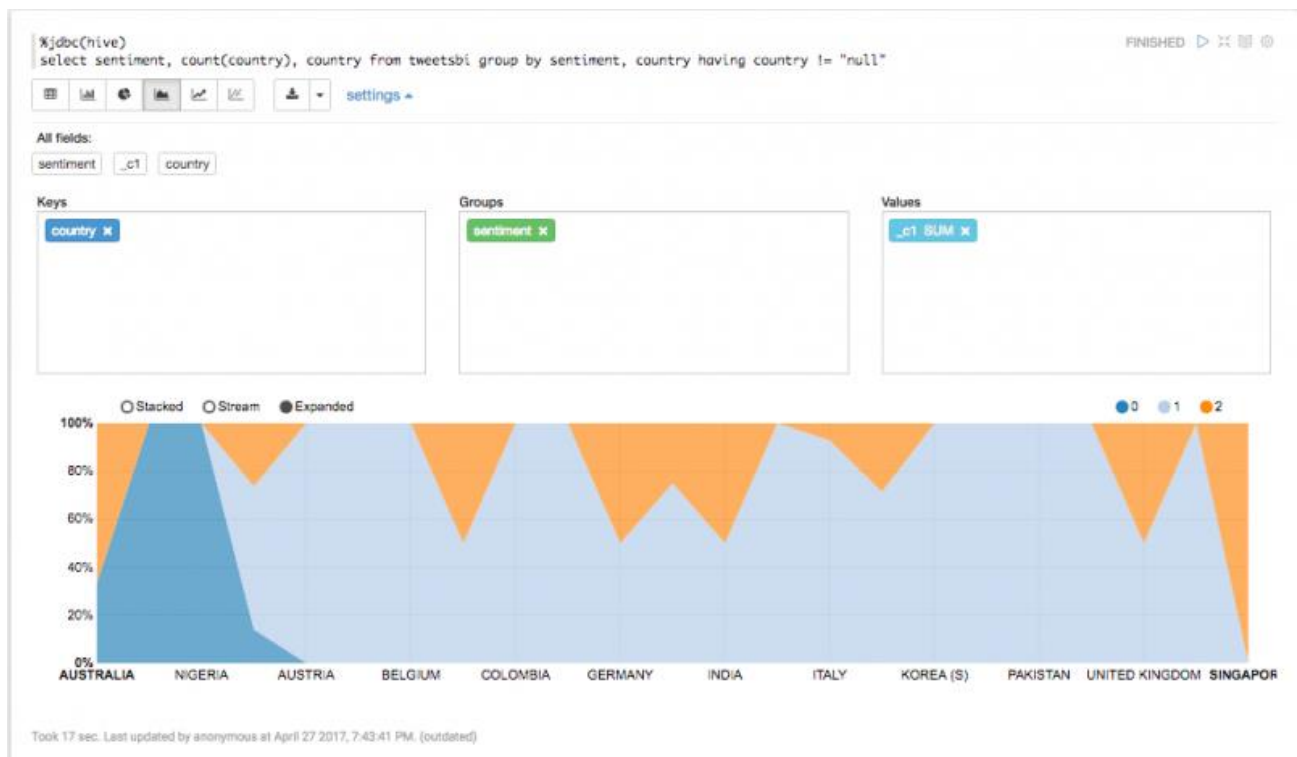 %jdbc(hive)
FINISHED
select sentiment, count(country), country from tweetsbi group by sentiment, country having country != "null"
settings
All fields:
sentiment _c1 country
Keys Groups Values
country × sentiment × _c1 SUM ×
Stacked Stream Expanded 0 1 2
100%
80%
60%
40%
20%
0%
AUSTRALIA NIGERIA AUSTRIA BELGIUM COLOMBIA GERMANY INDIA ITALY KOREA (S) PAKISTAN UNITED KINGDOM SINGAPOR
Took 17 sec. Last updated by anonymous at April 27 2017, 7:43:41 PM. (outdated)